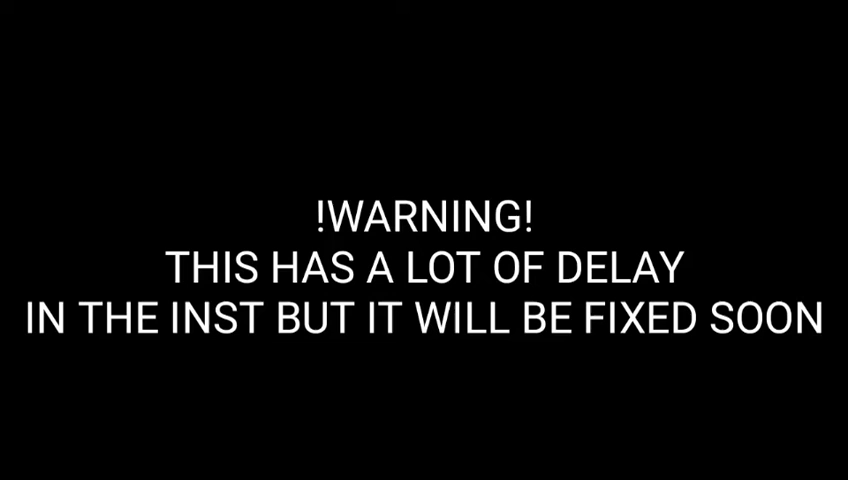 !WARNING!
THIS HAS A LOT OF DELAY
IN THE INST BUT IT WILL BE FIXED SOON